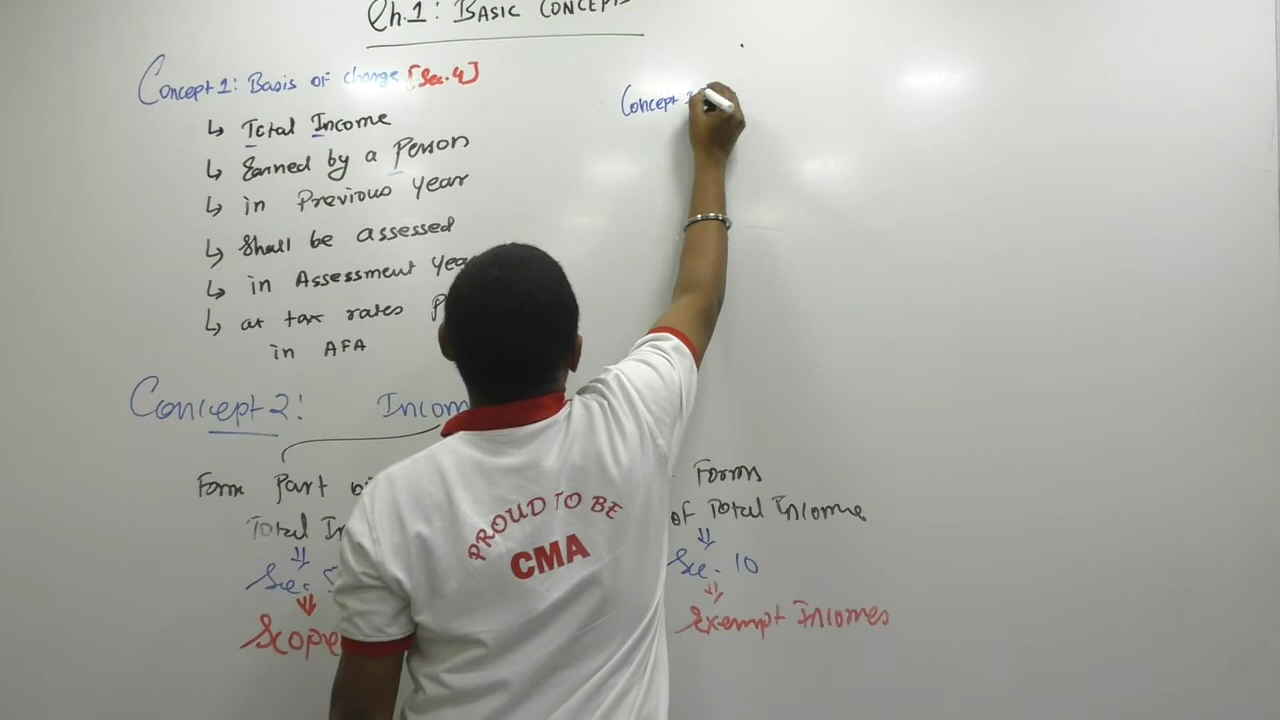 Ch.1: BASIC CONCEPTS
Concept 1: Basis of charge [Sec. 4]
↳ Total Income
↳ Earned by a Person
↳ in Previous year
↳ Shall be assessed
↳ in Assessment
↳ at tax rates
in AFA
Concept
Concept 2:
Form Part
Forms
Total
of Total Income
Sec.
Sec. 10
Exempt Incomes
PROUD TO BE
CMA